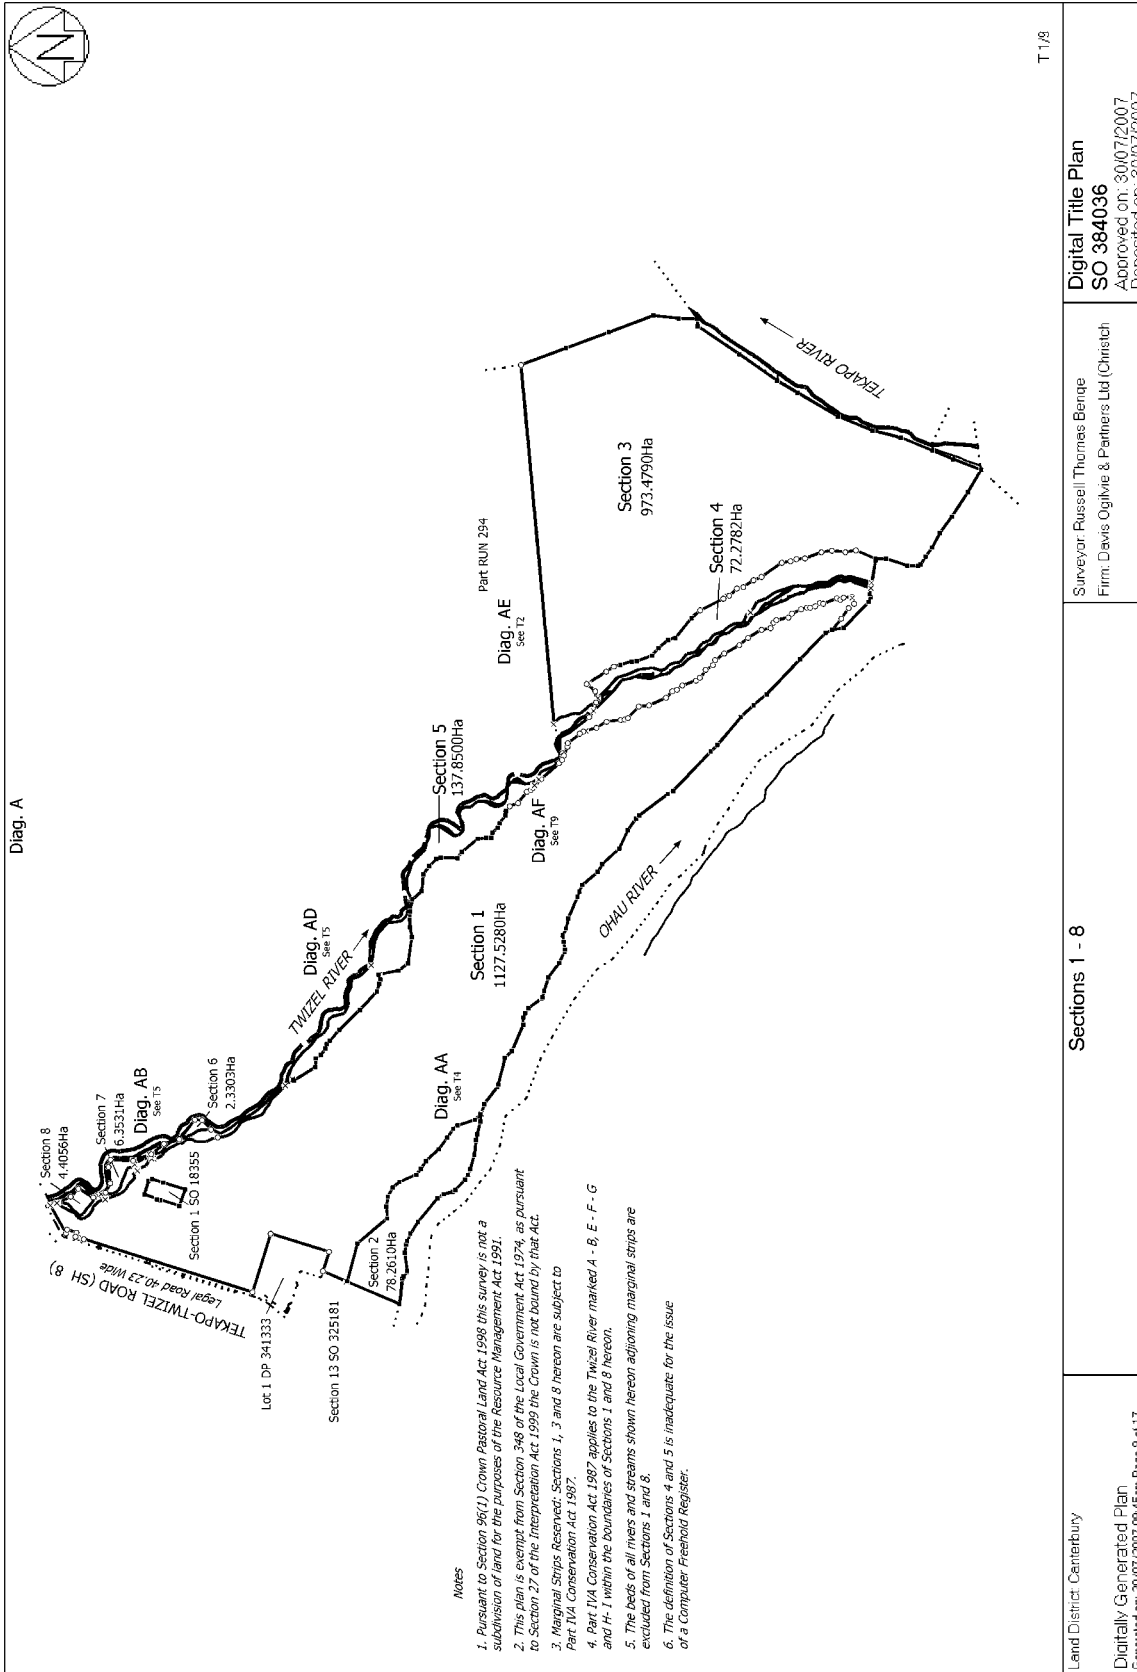 Diag. A
N
TEKAPO-TWIZEL ROAD (SH 8)
Legal Road 40.23 Wide
Section 8
4.4056Ha
Section 7
6.3531Ha
Diag. AB
See T5
Section 6
2.3303Ha
Section 1 SO 18355
Lot 1 DP 341333
Section 13 SO 325181
Section 2
78.2610Ha
Diag. AA
See T4
TWIZEL RIVER
Diag. AD
See T5
Section 1
1127.5280Ha
OHAU RIVER
Section 5
137.8500Ha
Diag. AF
See T9
Diag. AE
See T2
Part RUN 294
Section 4
72.2782Ha
Section 3
973.4790Ha
TEKAPO RIVER
Notes
1. Pursuant to Section 96(1) Crown Pastoral Land Act 1998 this survey is not a
subdivision of land for the purposes of the Resource Management Act 1991.
2. This plan is exempt from Section 348 of the Local Government Act 1974, as pursuant
to Section 27 of the Interpretation Act 1999 the Crown is not bound by that Act.
3. Marginal Strips Reserved: Sections 1, 3 and 8 hereon are subject to
Part IVA Conservation Act 1987.
4. Part IVA Conservation Act 1987 applies to the Twizel River marked A - B, E - F - G
and H- I within the boundaries of Sections 1 and 8 hereon.
5. The beds of all rivers and streams shown hereon adjioning marginal strips are
excluded from Sections 1 and 8.
6. The definition of Sections 4 and 5 is inadequate for the issue
of a Computer Freehold Register.
T 1/9
Land District: Canterbury
Digitally Generated Plan
Sections 1 - 8
Surveyor: Russell Thomas Benge
Firm: Davis Ogilvie & Partners Ltd (Christch
Digital Title Plan
SO 384036
Approved on: 30/07/2007